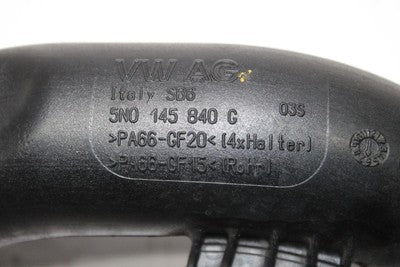 VW AG
Italy S66
5N0 145 840 G 03S
>PA66-GF20< (4xHalter)
>PA66-GF15< (Rohr)